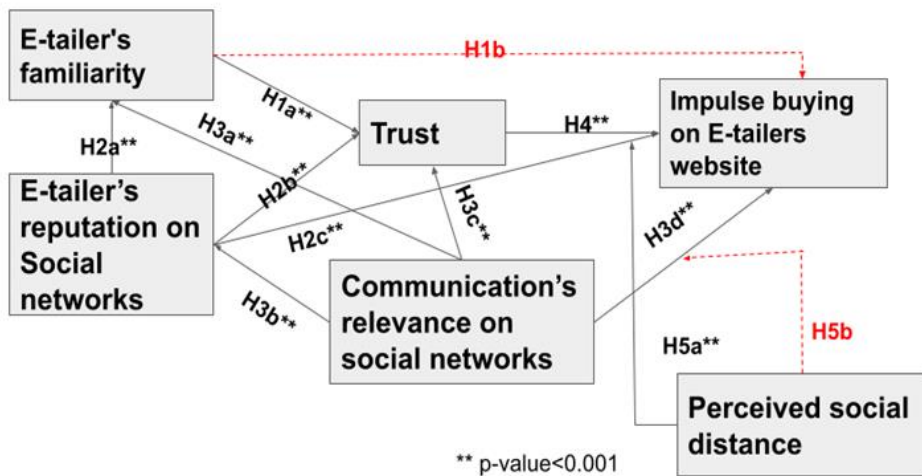 E-tailer's
familiarity
H1b
H1a**
H3a**
Trust
H4**
Impulse buying
on E-tailers
website
H2a**
H2b**
E-tailer’s
reputation on
Social
networks
H2c**
H3c**
H3d**
H3b**
Communication’s
relevance on
social networks
H5a**
H5b
Perceived social
distance
** p-value<0.001